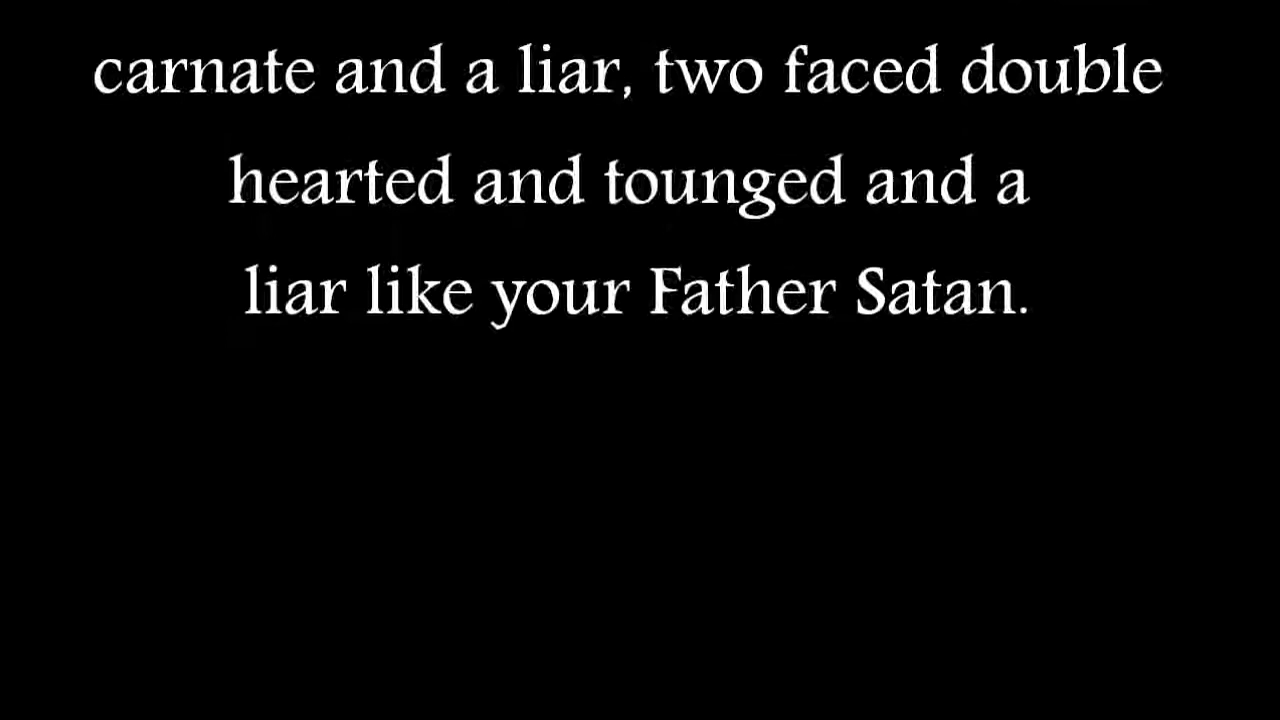 carnate and a liar, two faced double
hearted and tounged and a
liar like your Father Satan.